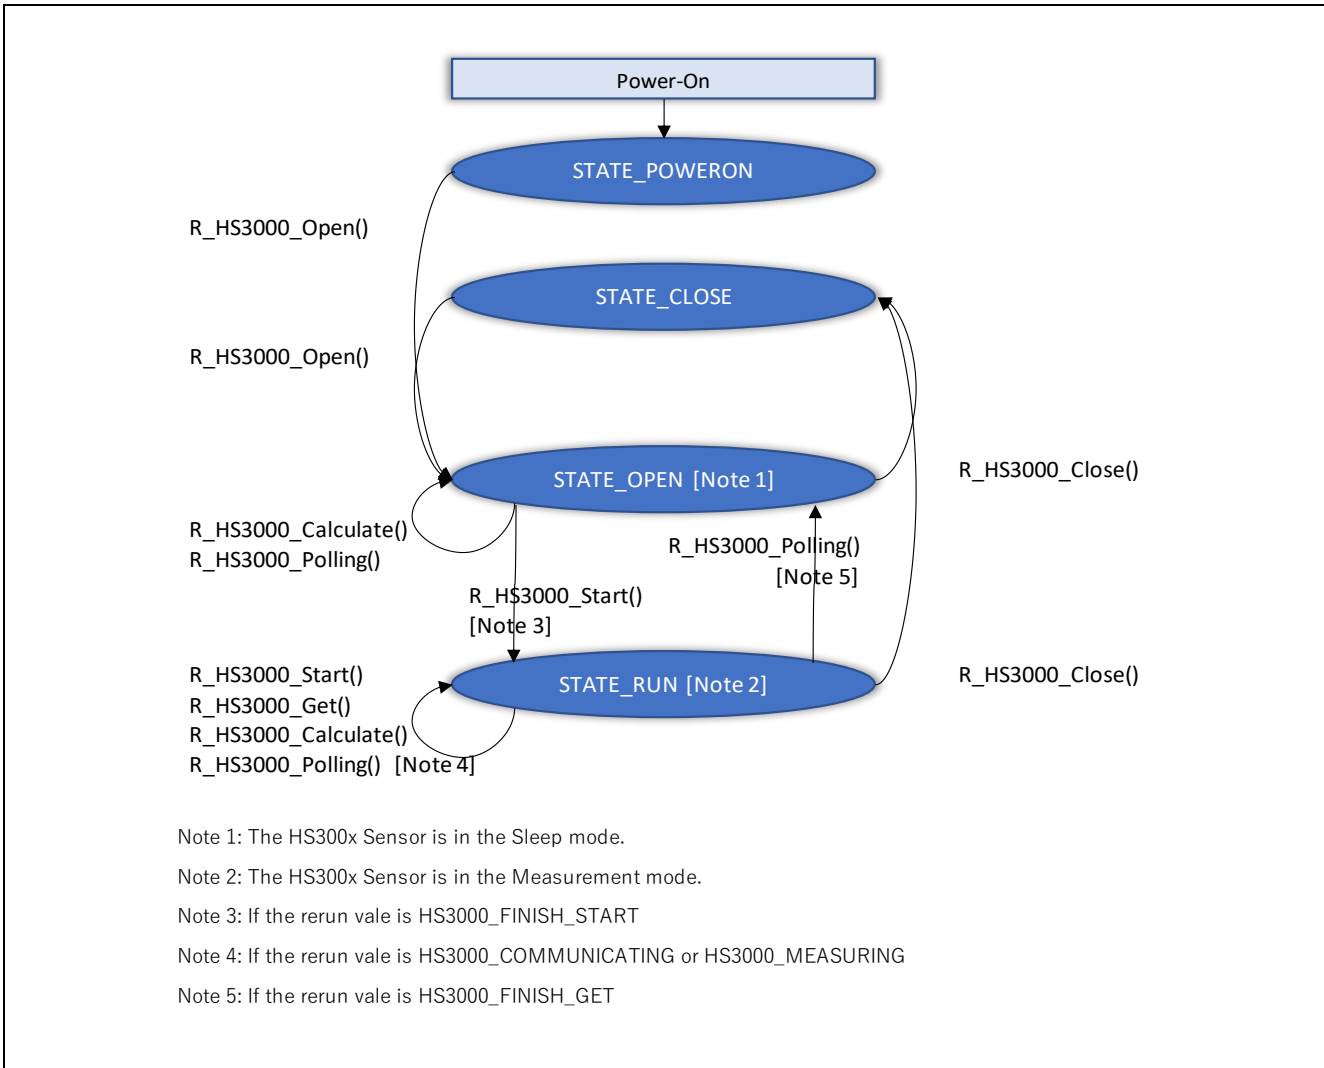 Power-On
STATE_POWERON
R_HS3000_Open()
STATE_CLOSE
R_HS3000_Open()
STATE_OPEN [Note 1]
R_HS3000_Close()
R_HS3000_Calculate()
R_HS3000_Polling()
R_HS3000_Polling()
[Note 5]
R_HS3000_Start()
[Note 3]
R_HS3000_Start()
R_HS3000_Get()
R_HS3000_Calculate()
R_HS3000_Polling() [Note 4]
STATE_RUN [Note 2]
R_HS3000_Close()
Note 1: The HS300x Sensor is in the Sleep mode.
Note 2: The HS300x Sensor is in the Measurement mode.
Note 3: If the rerun vale is HS3000_FINISH_START
Note 4: If the rerun vale is HS3000_COMMUNICATING or HS3000_MEASURING
Note 5: If the rerun vale is HS3000_FINISH_GET